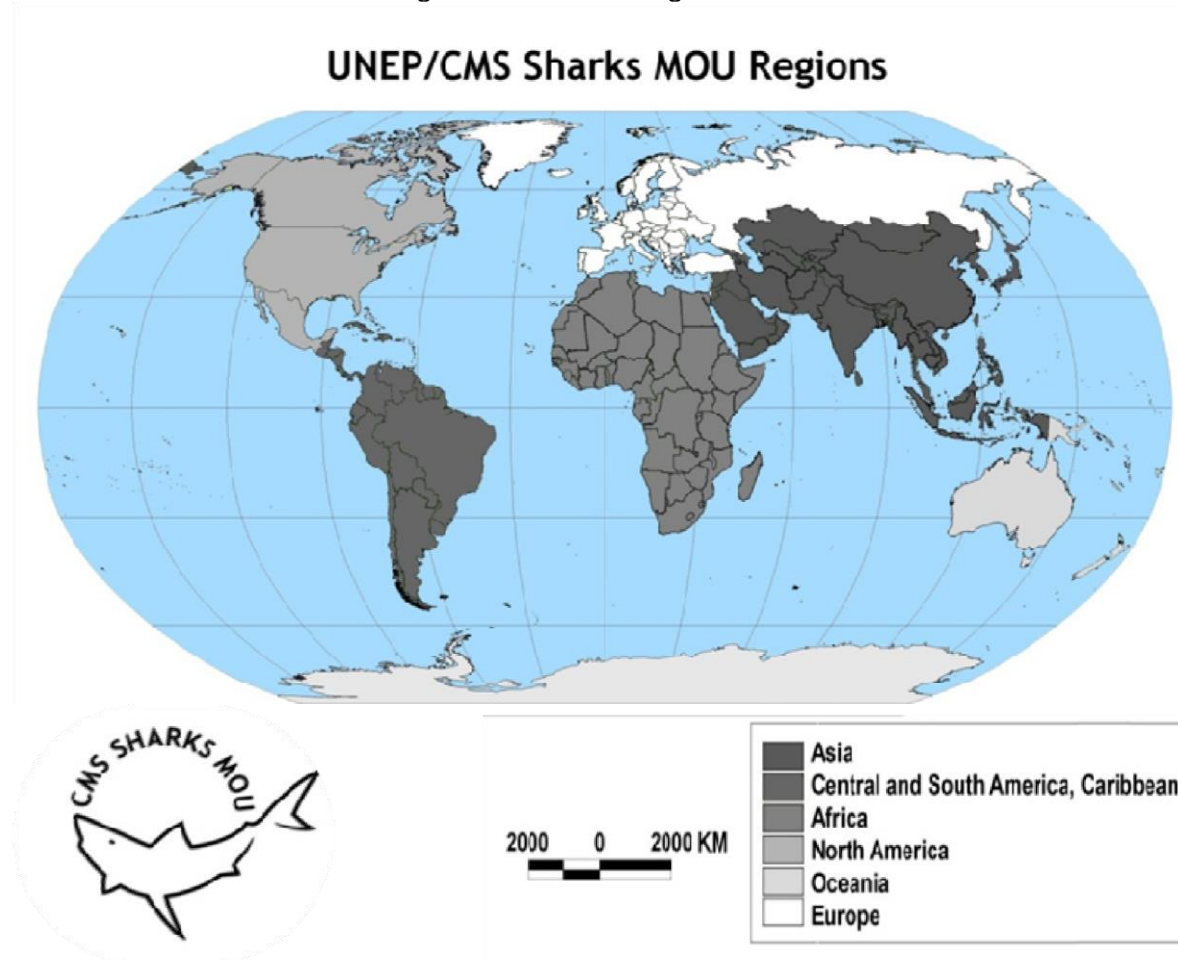 UNEP/CMS Sharks MOU Regions
CMS SHARKS MOU
2000 0 2000 KM
Asia
Central and South America, Caribbean
Africa
North America
Oceania
Europe